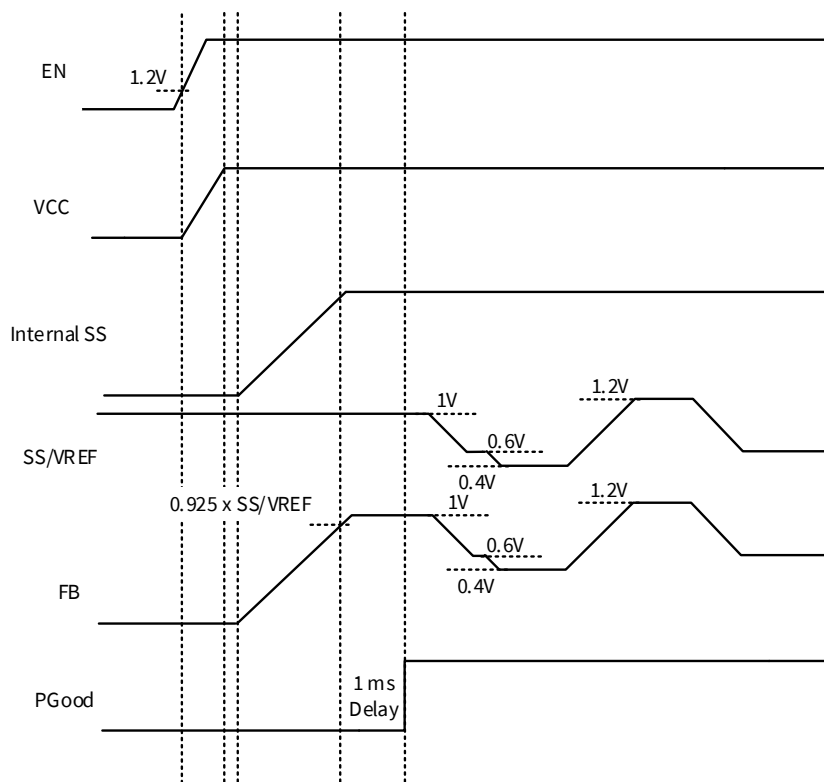 EN
1.2V
VCC
Internal SS
SS/VREF
1V
0.6V
0.4V
1.2V
0.925 x SS/VREF
FB
1V
0.6V
0.4V
1.2V
PGood
1 ms
Delay